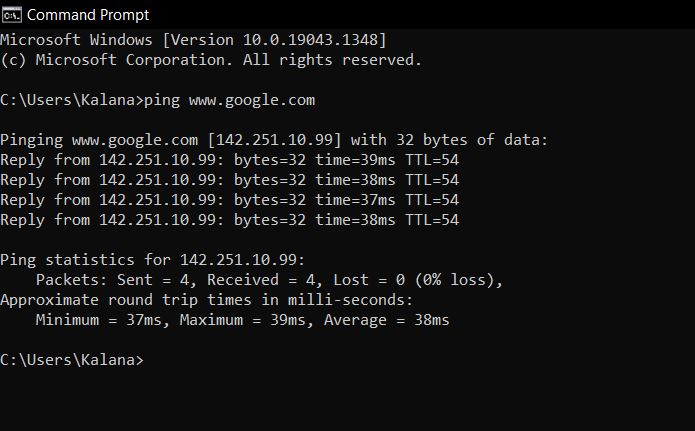 Command Prompt
Microsoft Windows [Version 10.0.19043.1348]
(c) Microsoft Corporation. All rights reserved.
C:\Users\Kalana>ping www.google.com
Pinging www.google.com [142.251.10.99] with 32 bytes of data:
Reply from 142.251.10.99: bytes=32 time=39ms TTL=54
Reply from 142.251.10.99: bytes=32 time=38ms TTL=54
Reply from 142.251.10.99: bytes=32 time=37ms TTL=54
Reply from 142.251.10.99: bytes=32 time=38ms TTL=54
Ping statistics for 142.251.10.99:
    Packets: Sent = 4, Received = 4, Lost = 0 (0% loss),
Approximate round trip times in milli-seconds:
    Minimum = 37ms, Maximum = 39ms, Average = 38ms
C:\Users\Kalana>